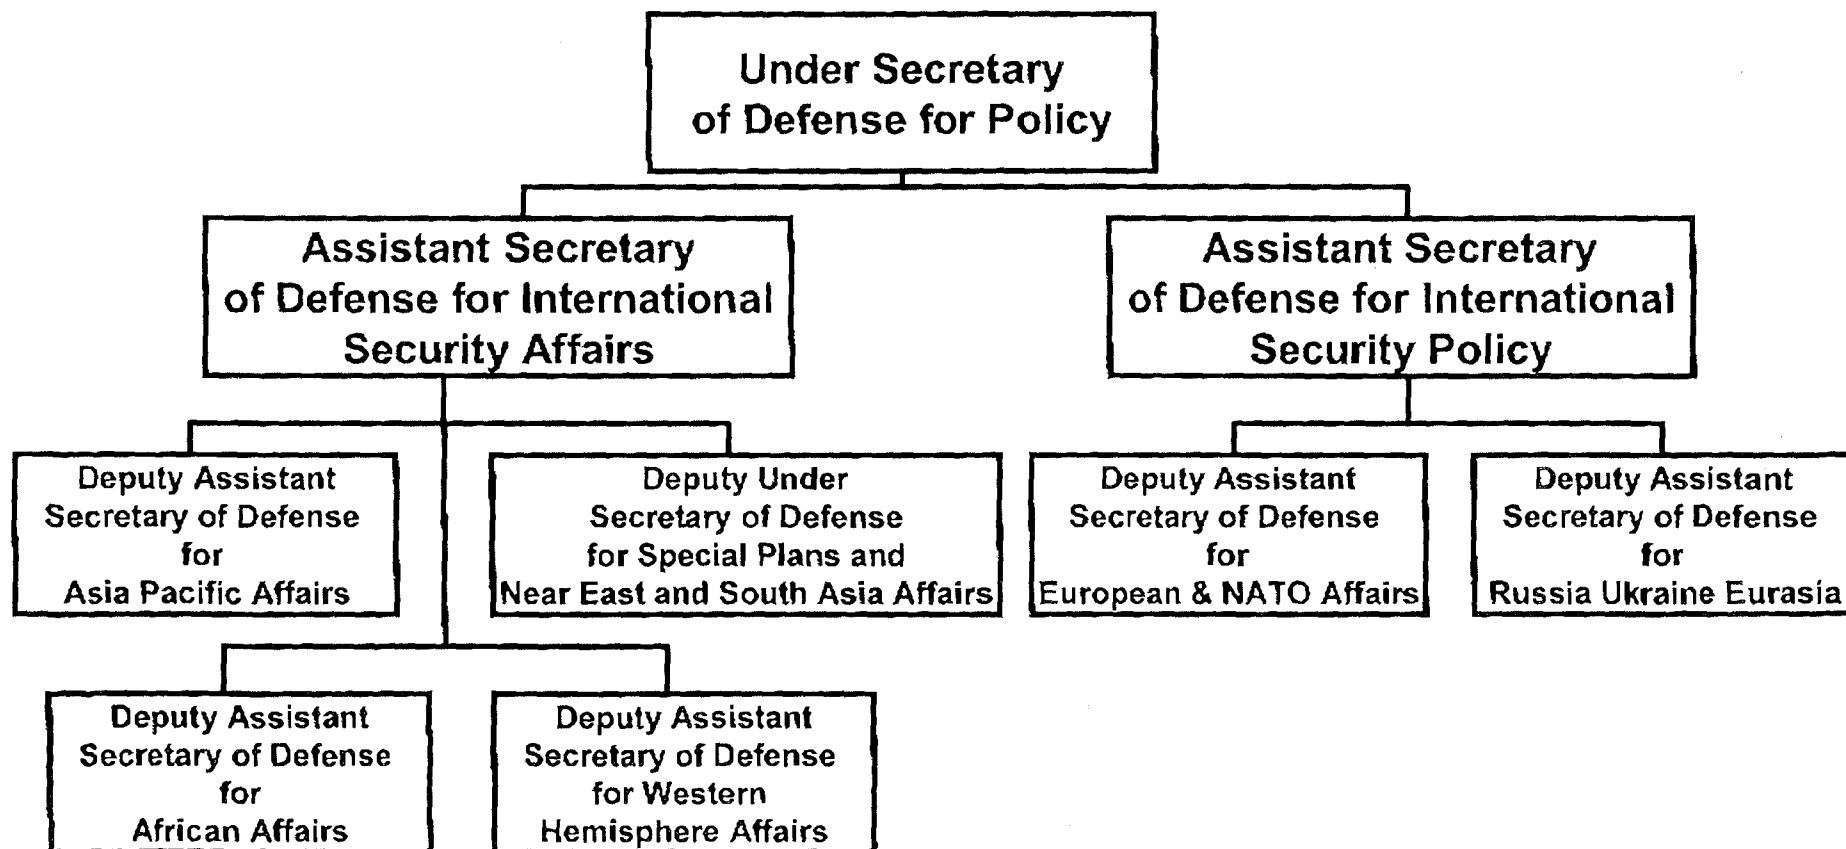 Under Secretary
of Defense for Policy
Assistant Secretary
of Defense for International
Security Affairs
Assistant Secretary
of Defense for International
Security Policy
Deputy Assistant
Secretary of Defense
for
Asia Pacific Affairs
Deputy Under
Secretary of Defense
for Special Plans and
Near East and South Asia Affairs
Deputy Assistant
Secretary of Defense
for
European & NATO Affairs
Deputy Assistant
Secretary of Defense
for
Russia Ukraine Eurasia
Deputy Assistant
Secretary of Defense
for
African Affairs
Deputy Assistant
Secretary of Defense
for Western
Hemisphere Affairs